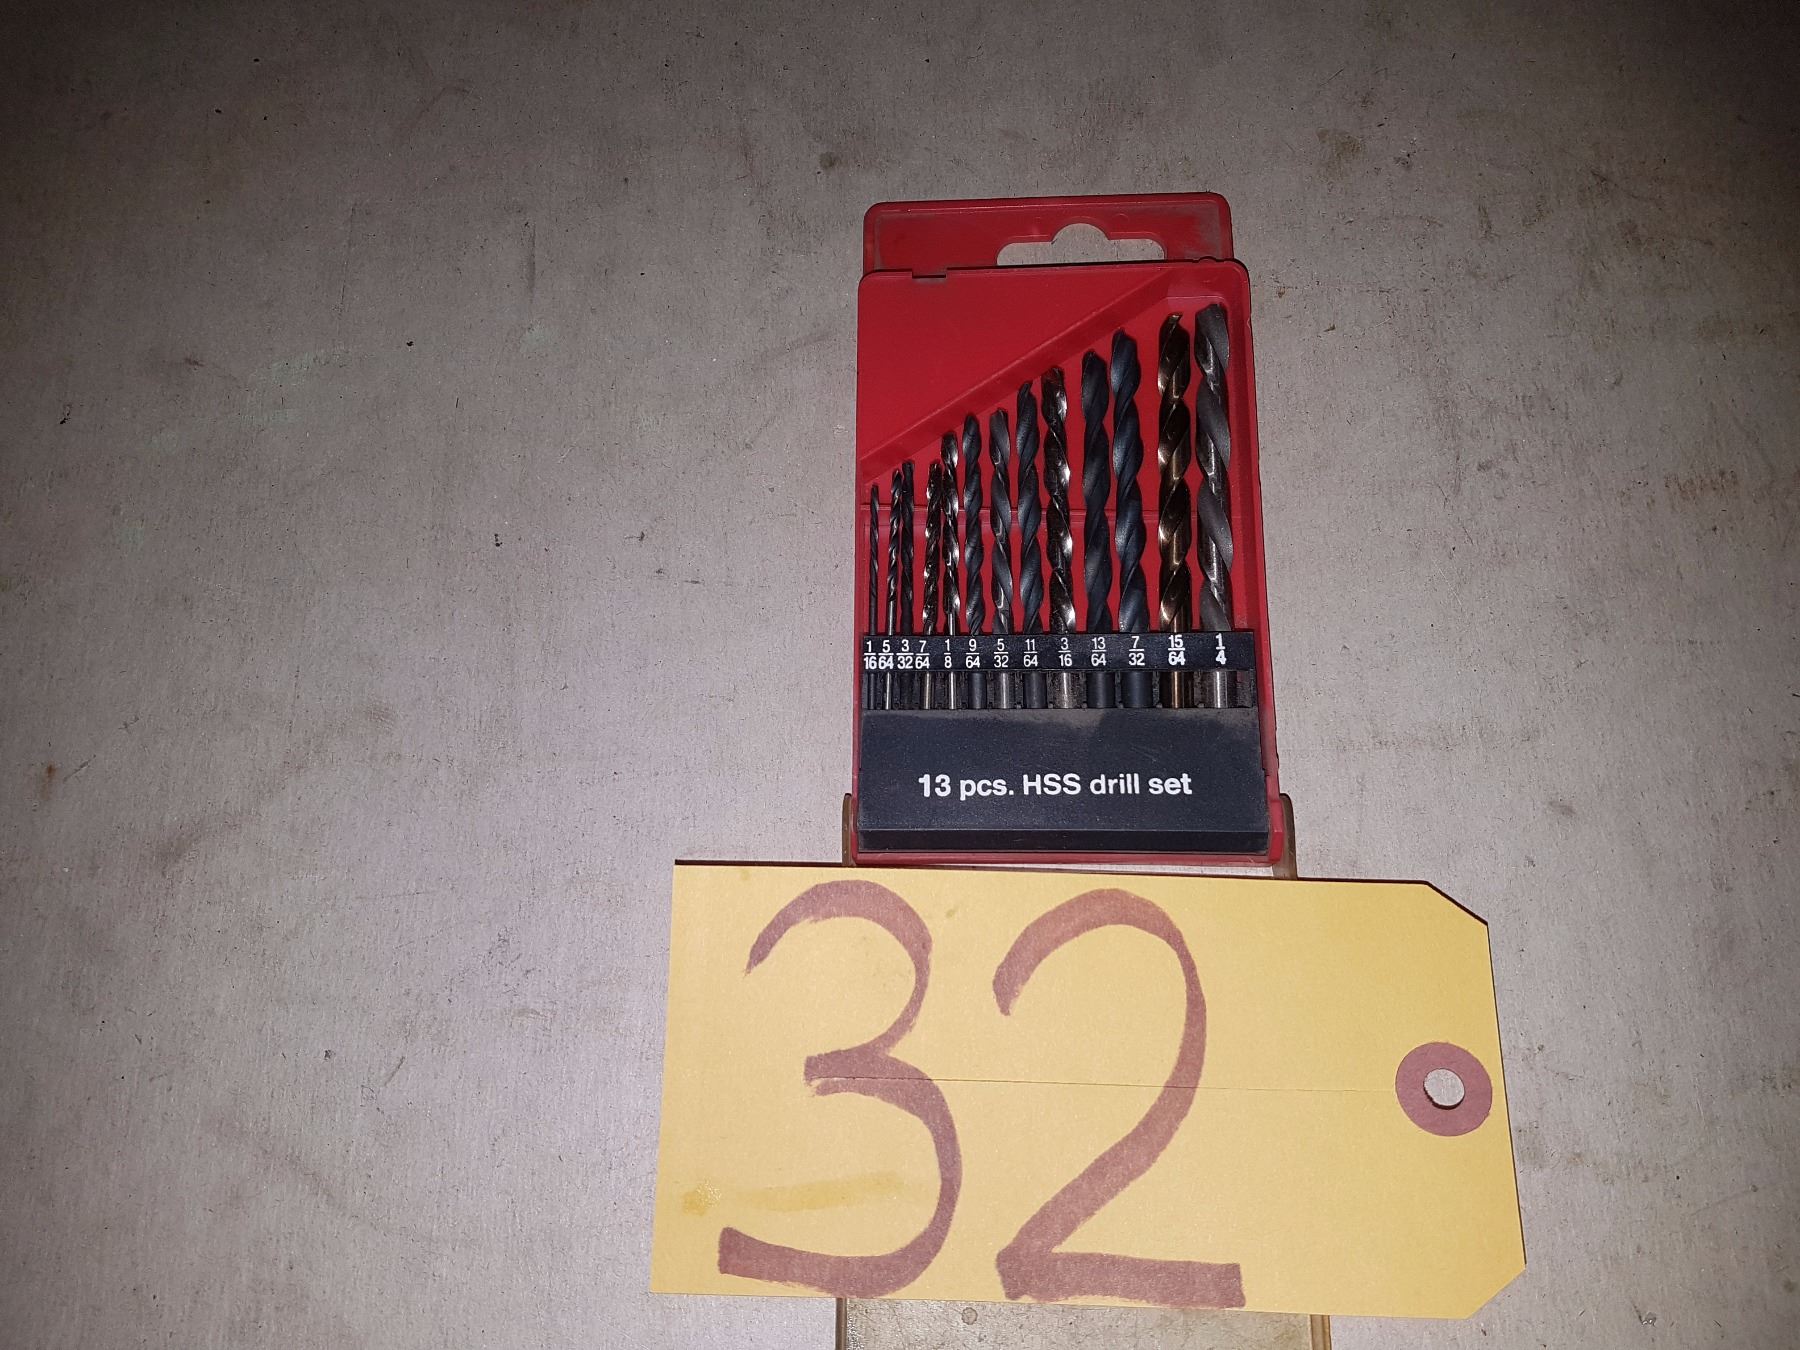 1/16 5/64 3/32 7/64 1/8 9/64 5/32 11/64 3/16 13/64 7/32 15/64 1/4
13 pcs. HSS drill set
32